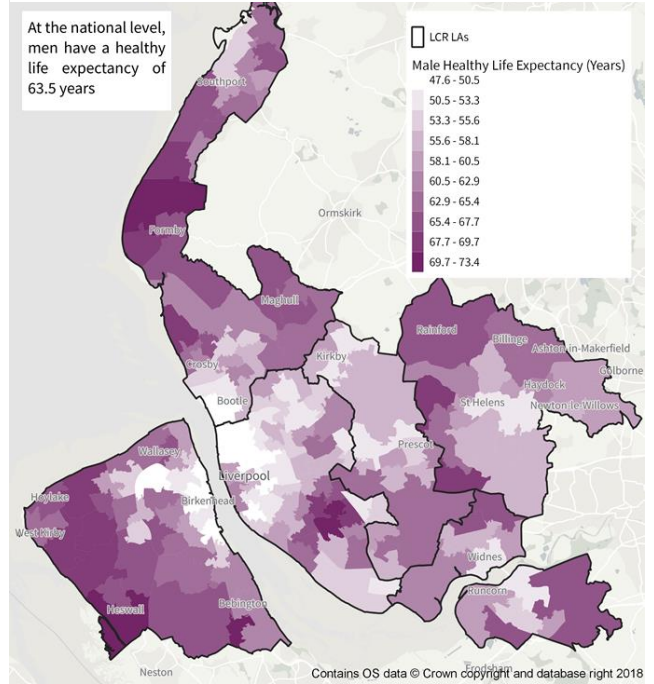 At the national level,
men have a healthy
life expectancy of
63.5 years
LCR LAs
Male Healthy Life Expectancy (Years)
47.6 - 50.5
50.5 - 53.3
53.3 - 55.6
55.6 - 58.1
58.1 - 60.5
60.5 - 62.9
62.9 - 65.4
65.4 - 67.7
67.7 - 69.7
69.7 - 73.4
Southport
Ormskirk
Formby
Maghull
Rainford
Billinge
Ashton-in-Makerfield
Crosby
Kirkby
Golborne
Haydock
Bootle
St Helens
Newton-le-Willows
Wallasey
Prescot
Liverpool
Hoylake
Birkenhead
West Kirby
Widnes
Runcorn
Heswall
Bebington
Neston
Frodsham
Contains OS data © Crown copyright and database right 2018